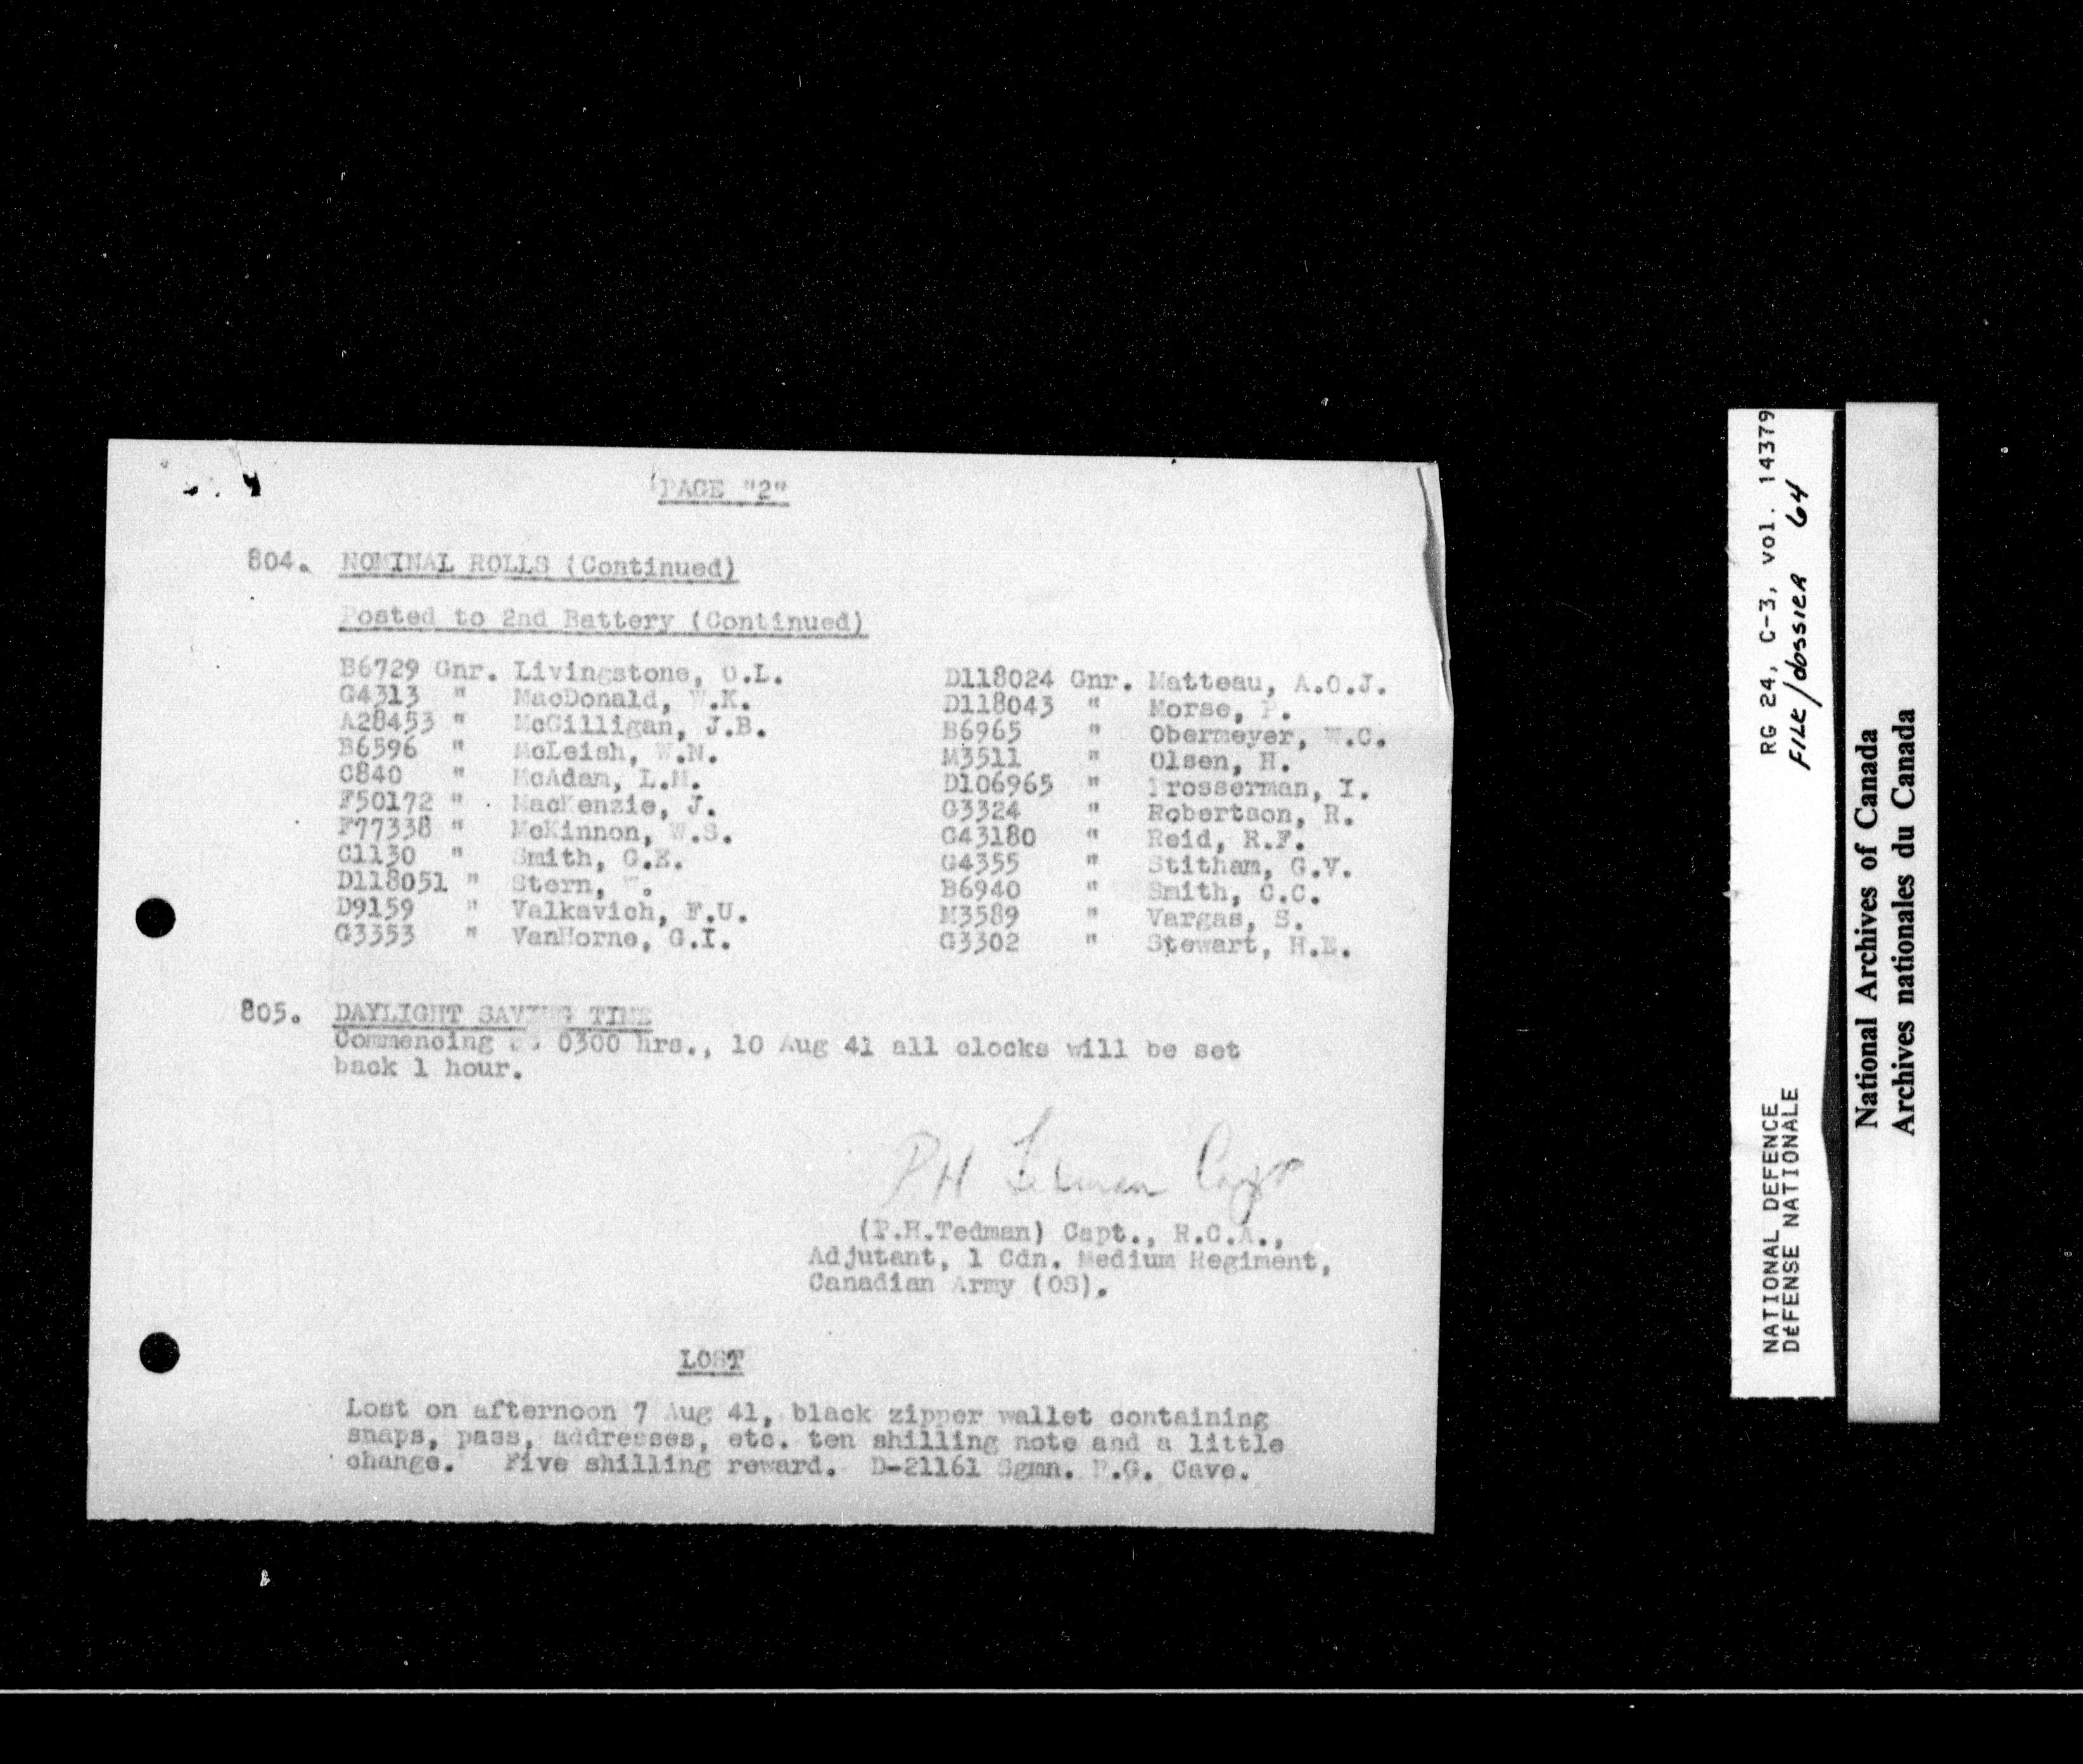 PAGE "2"
804. NOMINAL ROLLS (Continued)
Posted to 2nd Battery (Continued)
B6729 Gnr. Livingstone, O.L.
G4313 " MacDonald, W.K.
A28453 " McGilligan, J.B.
B6596 " McLeish, W.N.
C840 " McAdam, L.M.
F50172 " MacKenzie, J.
F77338 " McKinnon, W.S.
C1130 " Smith, G.E.
D118051 " Stern,
D9159 " Valkavich, F.U.
G3353 " VanHorne, G.I.
D118024 Gnr. Matteau, A.O.J.
D118043 " Morse, P.
B6965 " Obermeyer, W.C.
M3511 " Olsen, H.
D106965 " Prosserman, I.
G3324 " Robertson, R.
G43180 " Reid, R.F.
G4355 " Stitham, G.V.
B6940 " Smith, C.C.
M3589 " Vargas, S.
G3302 " Stewart, H.E.
805. DAYLIGHT SAVING TIME
Commencing at 0300 hrs., 10 Aug 41 all clocks will be set
back 1 hour.
PH Tedman Capt
(P.H.Tedman) Capt., R.C.A.,
Adjutant, 1 Cdn. Medium Regiment,
Canadian Army (OS).
LOST
Lost on afternoon 7 Aug 41, black zipper wallet containing
snaps, pass, addresses, etc. ten shilling note and a little
change. Five shilling reward. D-21161 Sgmn. P.G. Cave.
NATIONAL DEFENCE RG 24, C-3, vol. 14379
DÉFENSE NATIONALE FILE/dossier 64
National Archives of Canada
Archives nationales du Canada